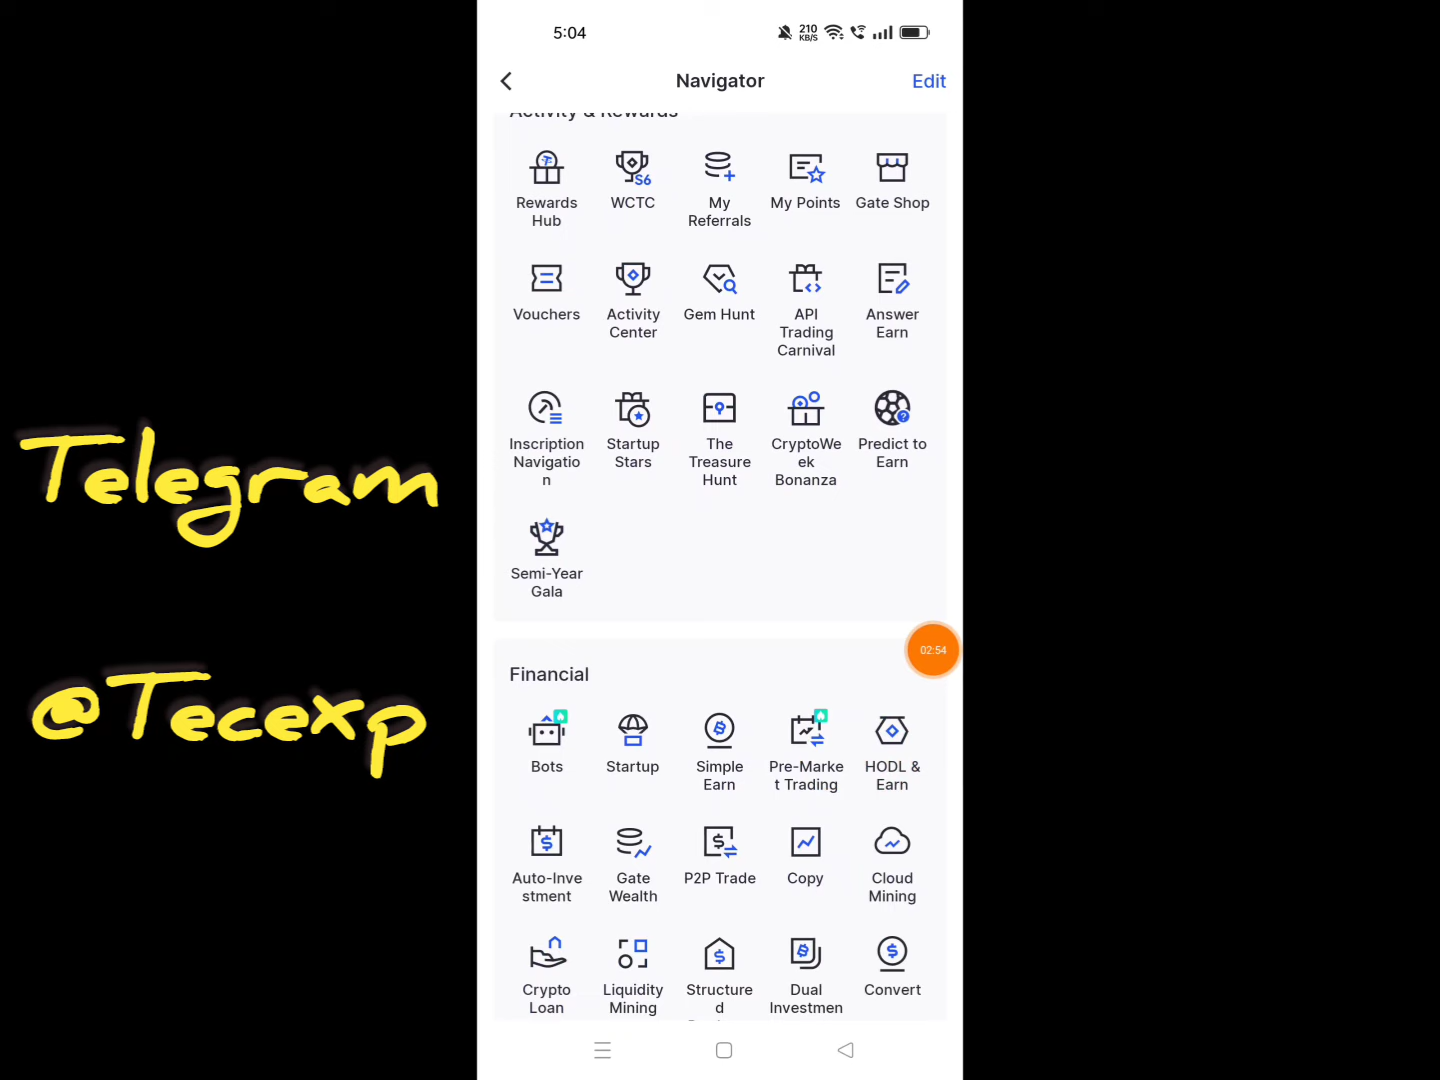 5:04
210
KB/S
Navigator
Edit
Activity & Rewards
Rewards Hub
WCTC
S6
My Referrals
My Points
Gate Shop
Vouchers
Activity Center
Gem Hunt
API Trading Carnival
Answer Earn
Inscription Navigation
Startup Stars
The Treasure Hunt
CryptoWeek Bonanza
Predict to Earn
Semi-Year Gala
02:54
Financial
Bots
Startup
Simple Earn
Pre-Market Trading
HODL & Earn
Auto-Investment
Gate Wealth
P2P Trade
Copy
Cloud Mining
Crypto Loan
Liquidity Mining
Structured
Dual Investmen
Convert
Telegram
@Tecexp